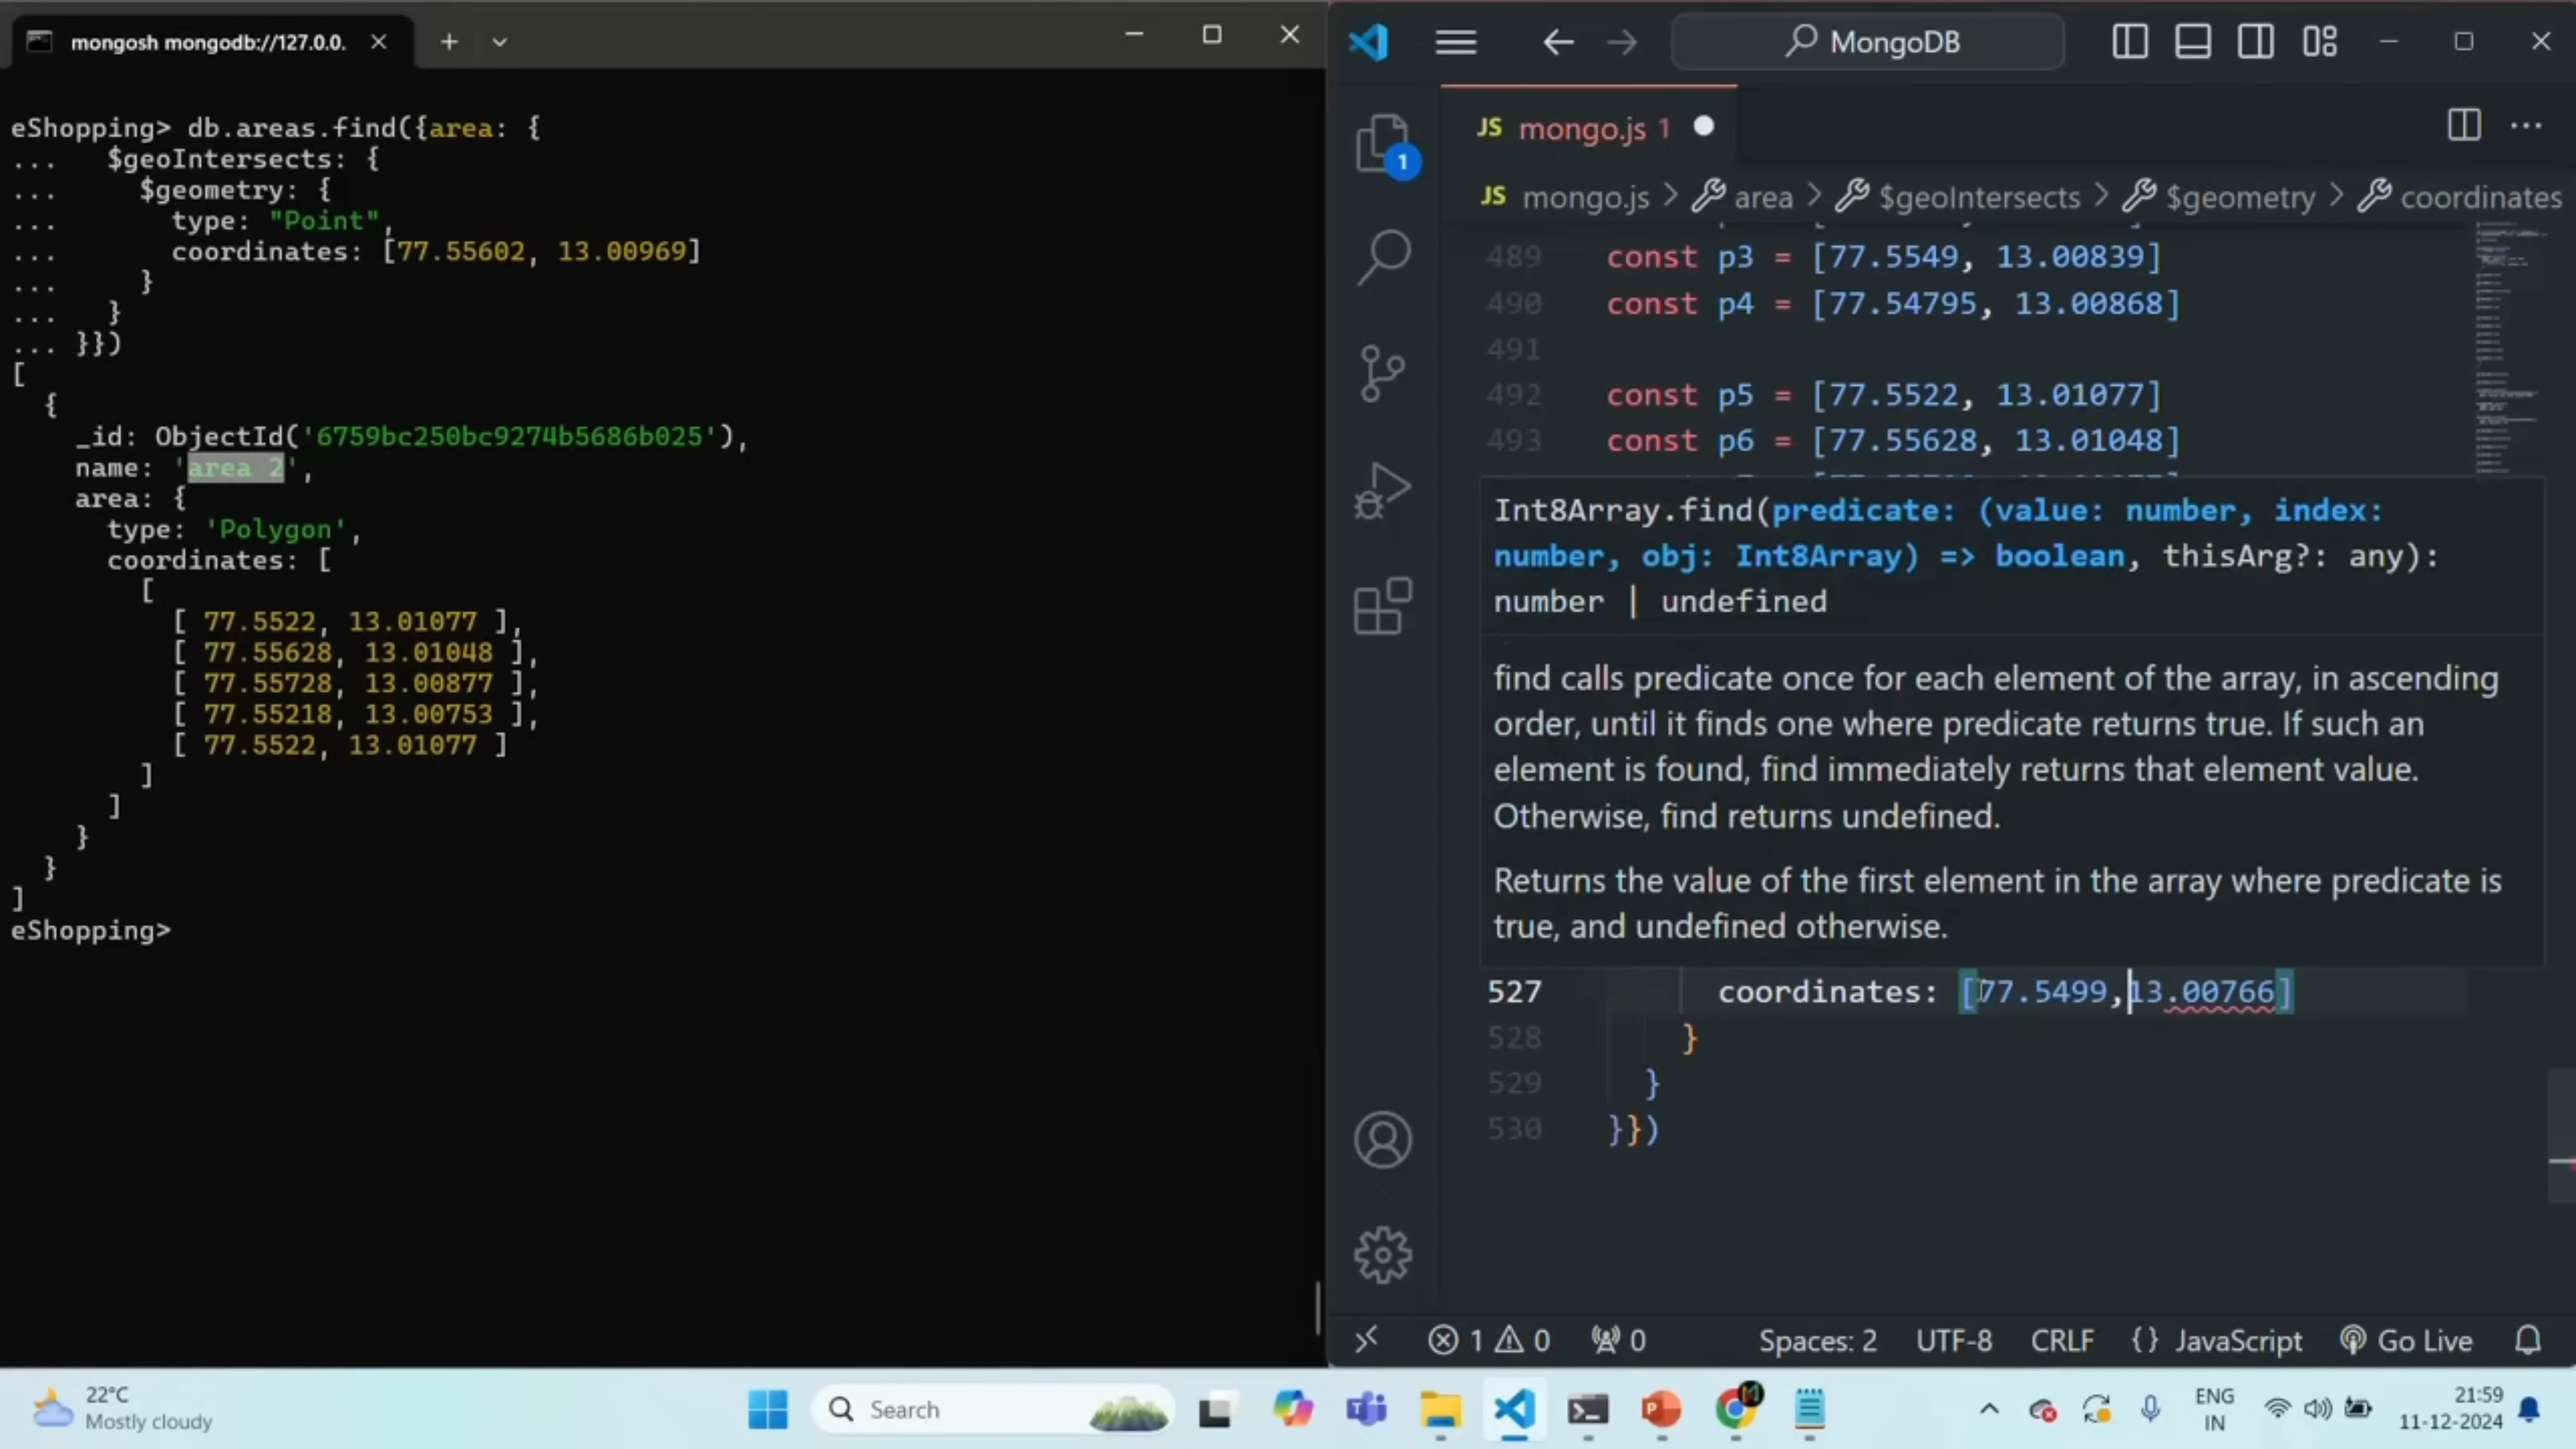 mongosh mongodb://127.0.0.
eShopping> db.areas.find({area: {
... $geoIntersects: {
... $geometry: {
... type: "Point",
... coordinates: [77.55602, 13.00969]
... }
... }
... }})
[
{
_id: ObjectId('6759bc250bc9274b5686b025'),
name: 'area 2',
area: {
type: 'Polygon',
coordinates: [
[
[ 77.5522, 13.01077 ],
[ 77.55628, 13.01048 ],
[ 77.55728, 13.00877 ],
[ 77.55218, 13.00753 ],
[ 77.5522, 13.01077 ]
]
]
}
}
]
eShopping>
MongoDB
JS mongo.js 1
JS mongo.js > area > $geoIntersects > $geometry > coordinates
1
489 const p3 = [77.5549, 13.00839]
490 const p4 = [77.54795, 13.00868]
491
492 const p5 = [77.5522, 13.01077]
493 const p6 = [77.55628, 13.01048]
Int8Array.find(predicate: (value: number, index:
number, obj: Int8Array) => boolean, thisArg?: any):
number | undefined
find calls predicate once for each element of the array, in ascending
order, until it finds one where predicate returns true. If such an
element is found, find immediately returns that element value.
Otherwise, find returns undefined.
Returns the value of the first element in the array where predicate is
true, and undefined otherwise.
527 coordinates: [77.5499,13.00766]
528 }
529 }
530 }})
1 0 0 Spaces: 2 UTF-8 CRLF {} JavaScript Go Live
22°C
Mostly cloudy
Search
ENG
IN
21:59
11-12-2024